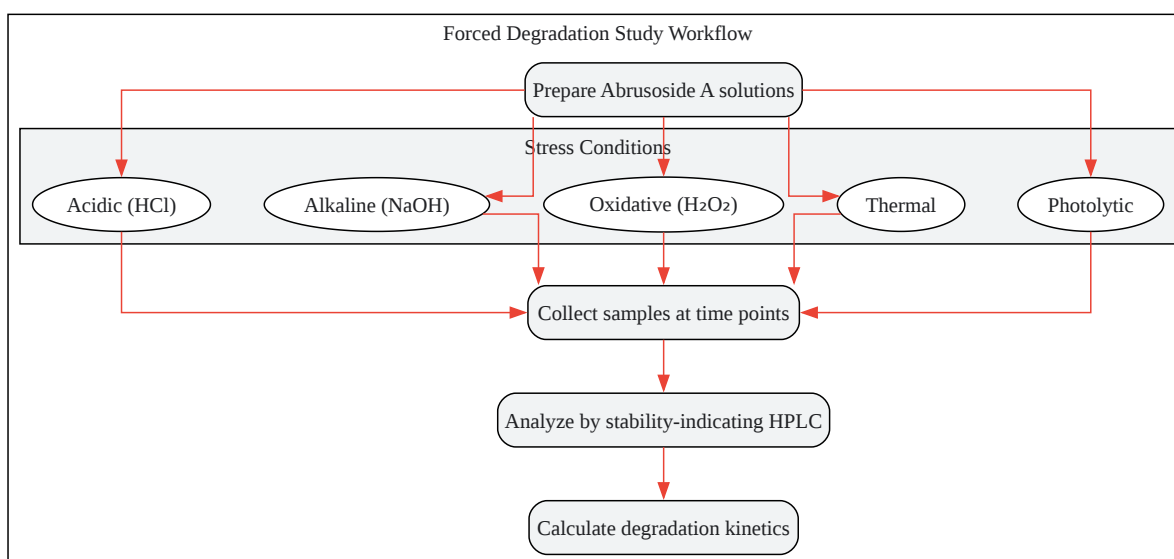 Forced Degradation Study Workflow
Prepare Abrusoside A solutions
Stress Conditions
Acidic (HCl)
Alkaline (NaOH)
Oxidative (H₂O₂)
Thermal
Photolytic
Collect samples at time points
Analyze by stability-indicating HPLC
Calculate degradation kinetics